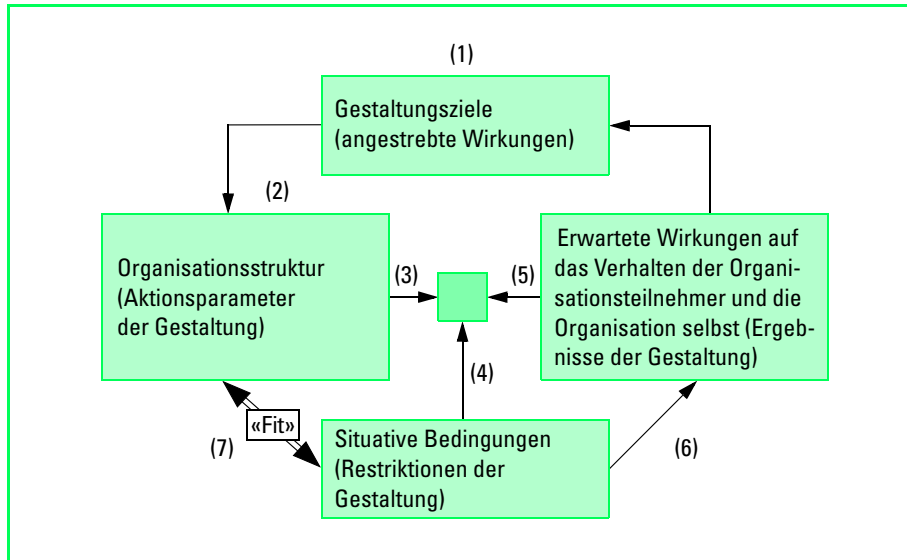 (1)
Gestaltungsziele
(angestrebte Wirkungen)
(2)
Organisationsstruktur
(Aktionsparameter
der Gestaltung)
(3)
(5)
Erwartete Wirkungen auf
das Verhalten der Organi-
sationsteilnehmer und die
Organisation selbst (Ergeb-
nisse der Gestaltung)
(4)
«Fit»
(7)
Situative Bedingungen
(Restriktionen der
Gestaltung)
(6)